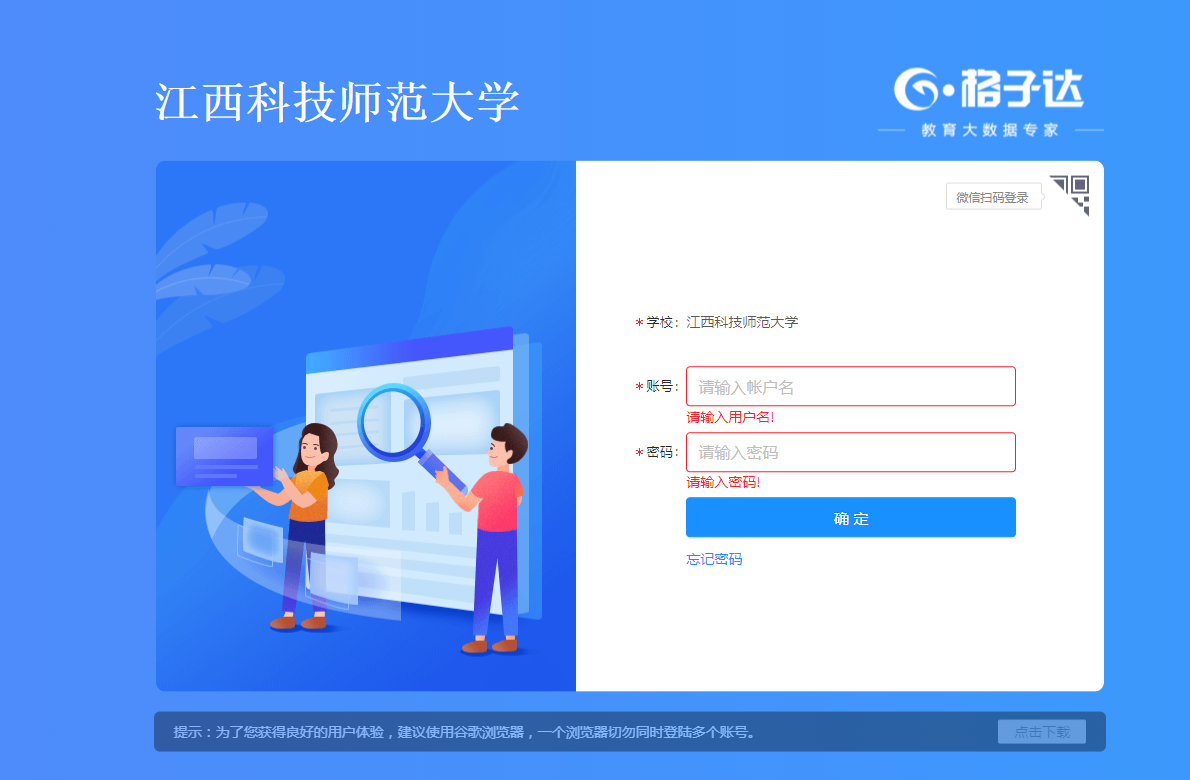 江西科技师范大学
格子达
教育大数据专家
微信扫码登录
*学校: 江西科技师范大学
*账号: 请输入帐户名
请输入用户名!
*密码: 请输入密码
请输入密码!
确 定
忘记密码
提示：为了您获得良好的用户体验，建议使用谷歌浏览器，一个浏览器切勿同时登陆多个账号。 点击下载